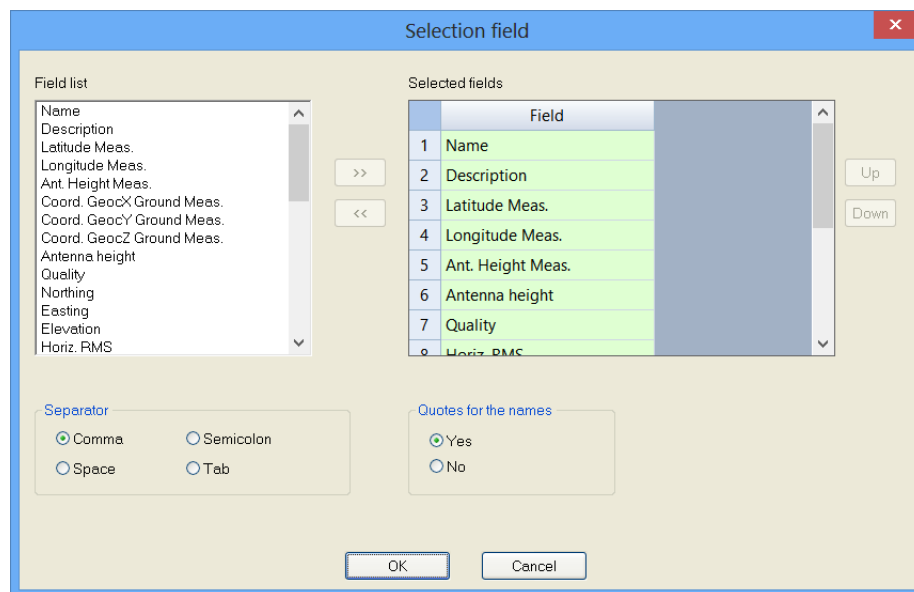 Selection field
Field list
Name
Description
Latitude Meas.
Longitude Meas.
Ant. Height Meas.
Coord. GeocX Ground Meas.
Coord. GeocY Ground Meas.
Coord. GeocZ Ground Meas.
Antenna height
Quality
Northing
Easting
Elevation
Horiz. RMS
>>
<<
Selected fields
Field
1 Name
2 Description
3 Latitude Meas.
4 Longitude Meas.
5 Ant. Height Meas.
6 Antenna height
7 Quality
8 Horiz. RMS
Up
Down
Separator
Comma Semicolon
Space Tab
Quotes for the names
Yes
No
OK Cancel